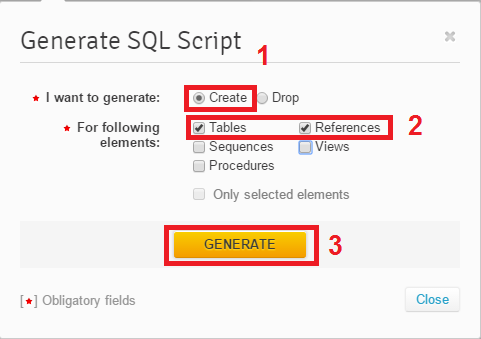 Generate SQL Script
1
I want to generate: Create Drop
For following elements: Tables References 2
Sequences Views
Procedures
Only selected elements
GENERATE 3
[*] Obligatory fields Close